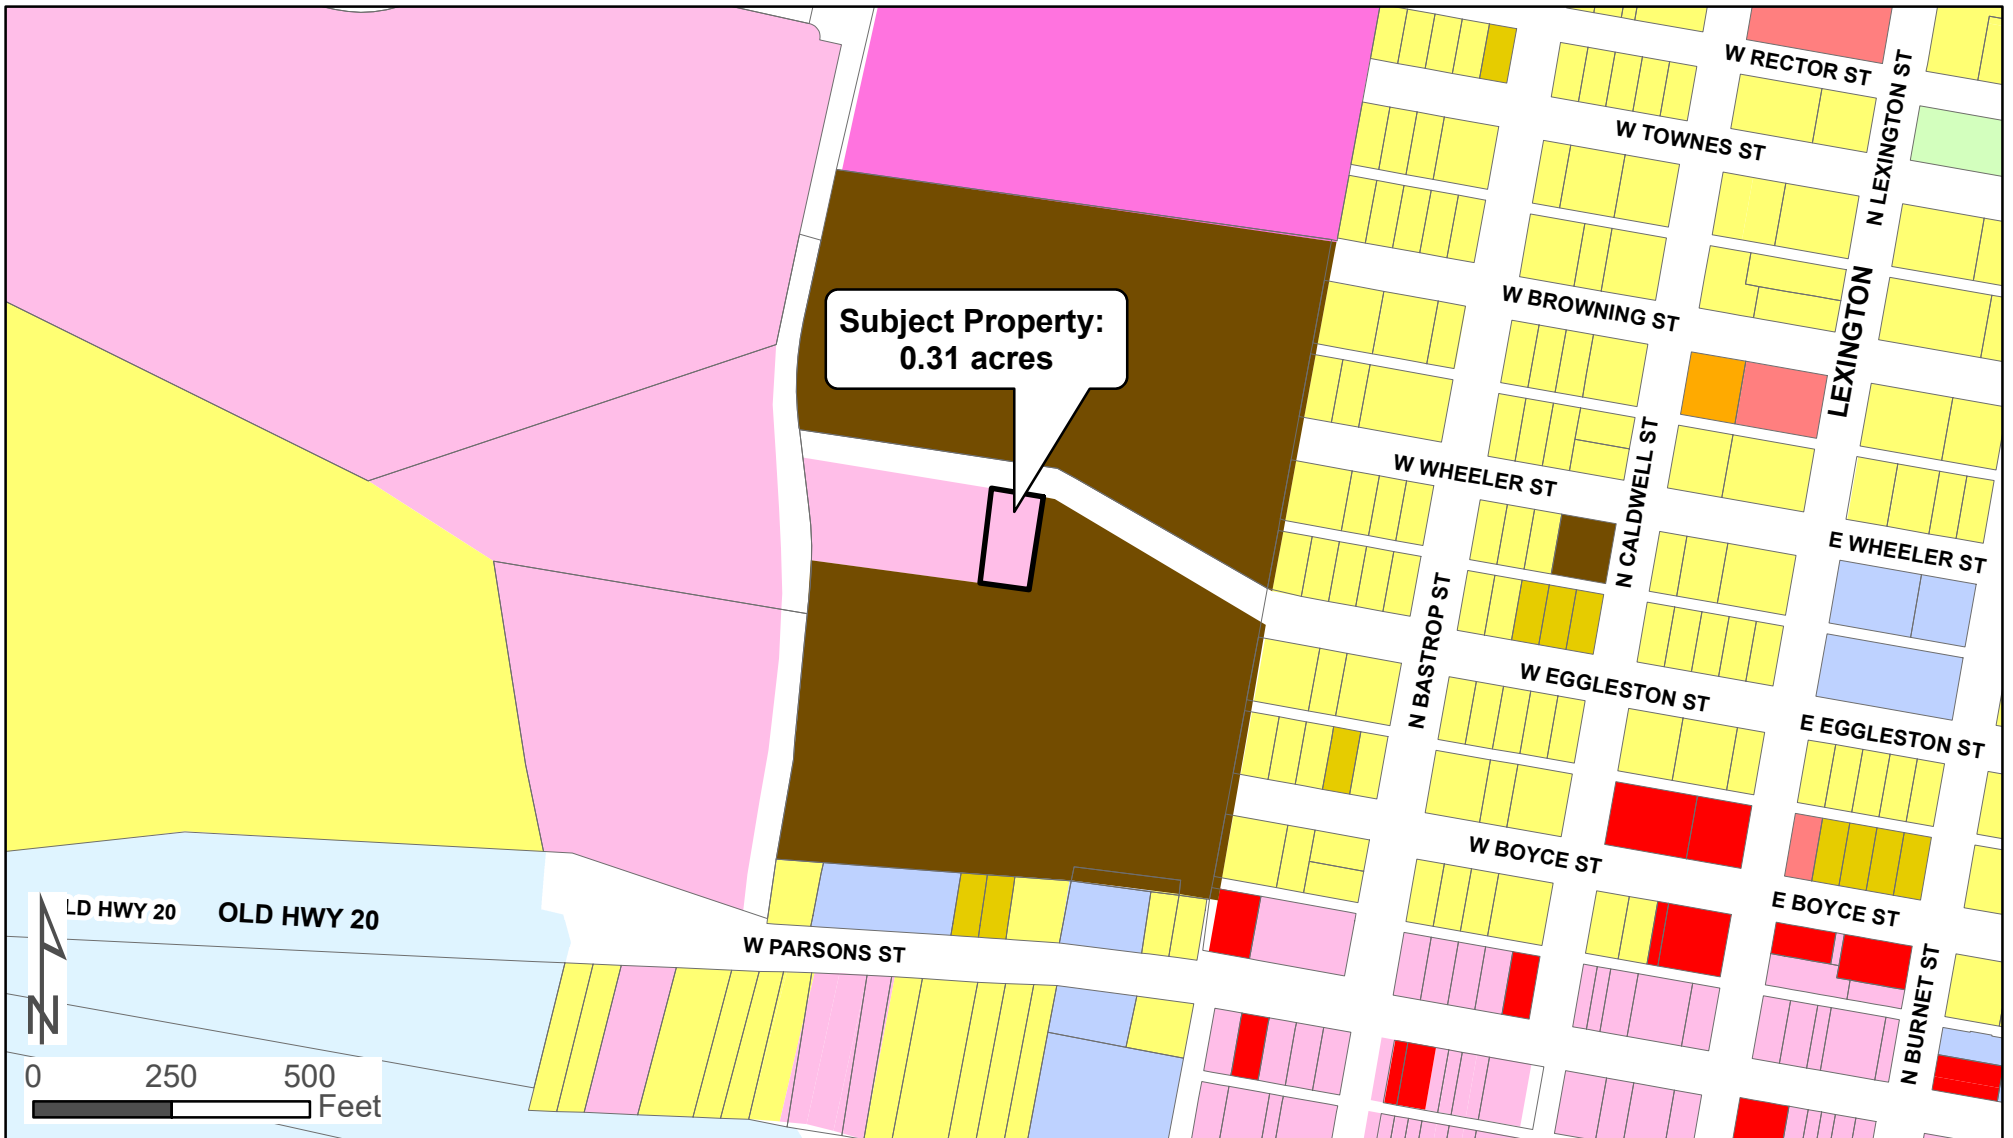 W RECTOR ST
N LEXINGTON ST
W TOWNES ST
W BROWNING ST
LEXINGTON
Subject Property:
0.31 acres
W WHEELER ST
N CALDWELL ST
E WHEELER ST
N BASTROP ST
W EGGLESTON ST
E EGGLESTON ST
W BOYCE ST
E BOYCE ST
LD HWY 20
OLD HWY 20
W PARSONS ST
N BURNET ST
N
0 250 500
Feet